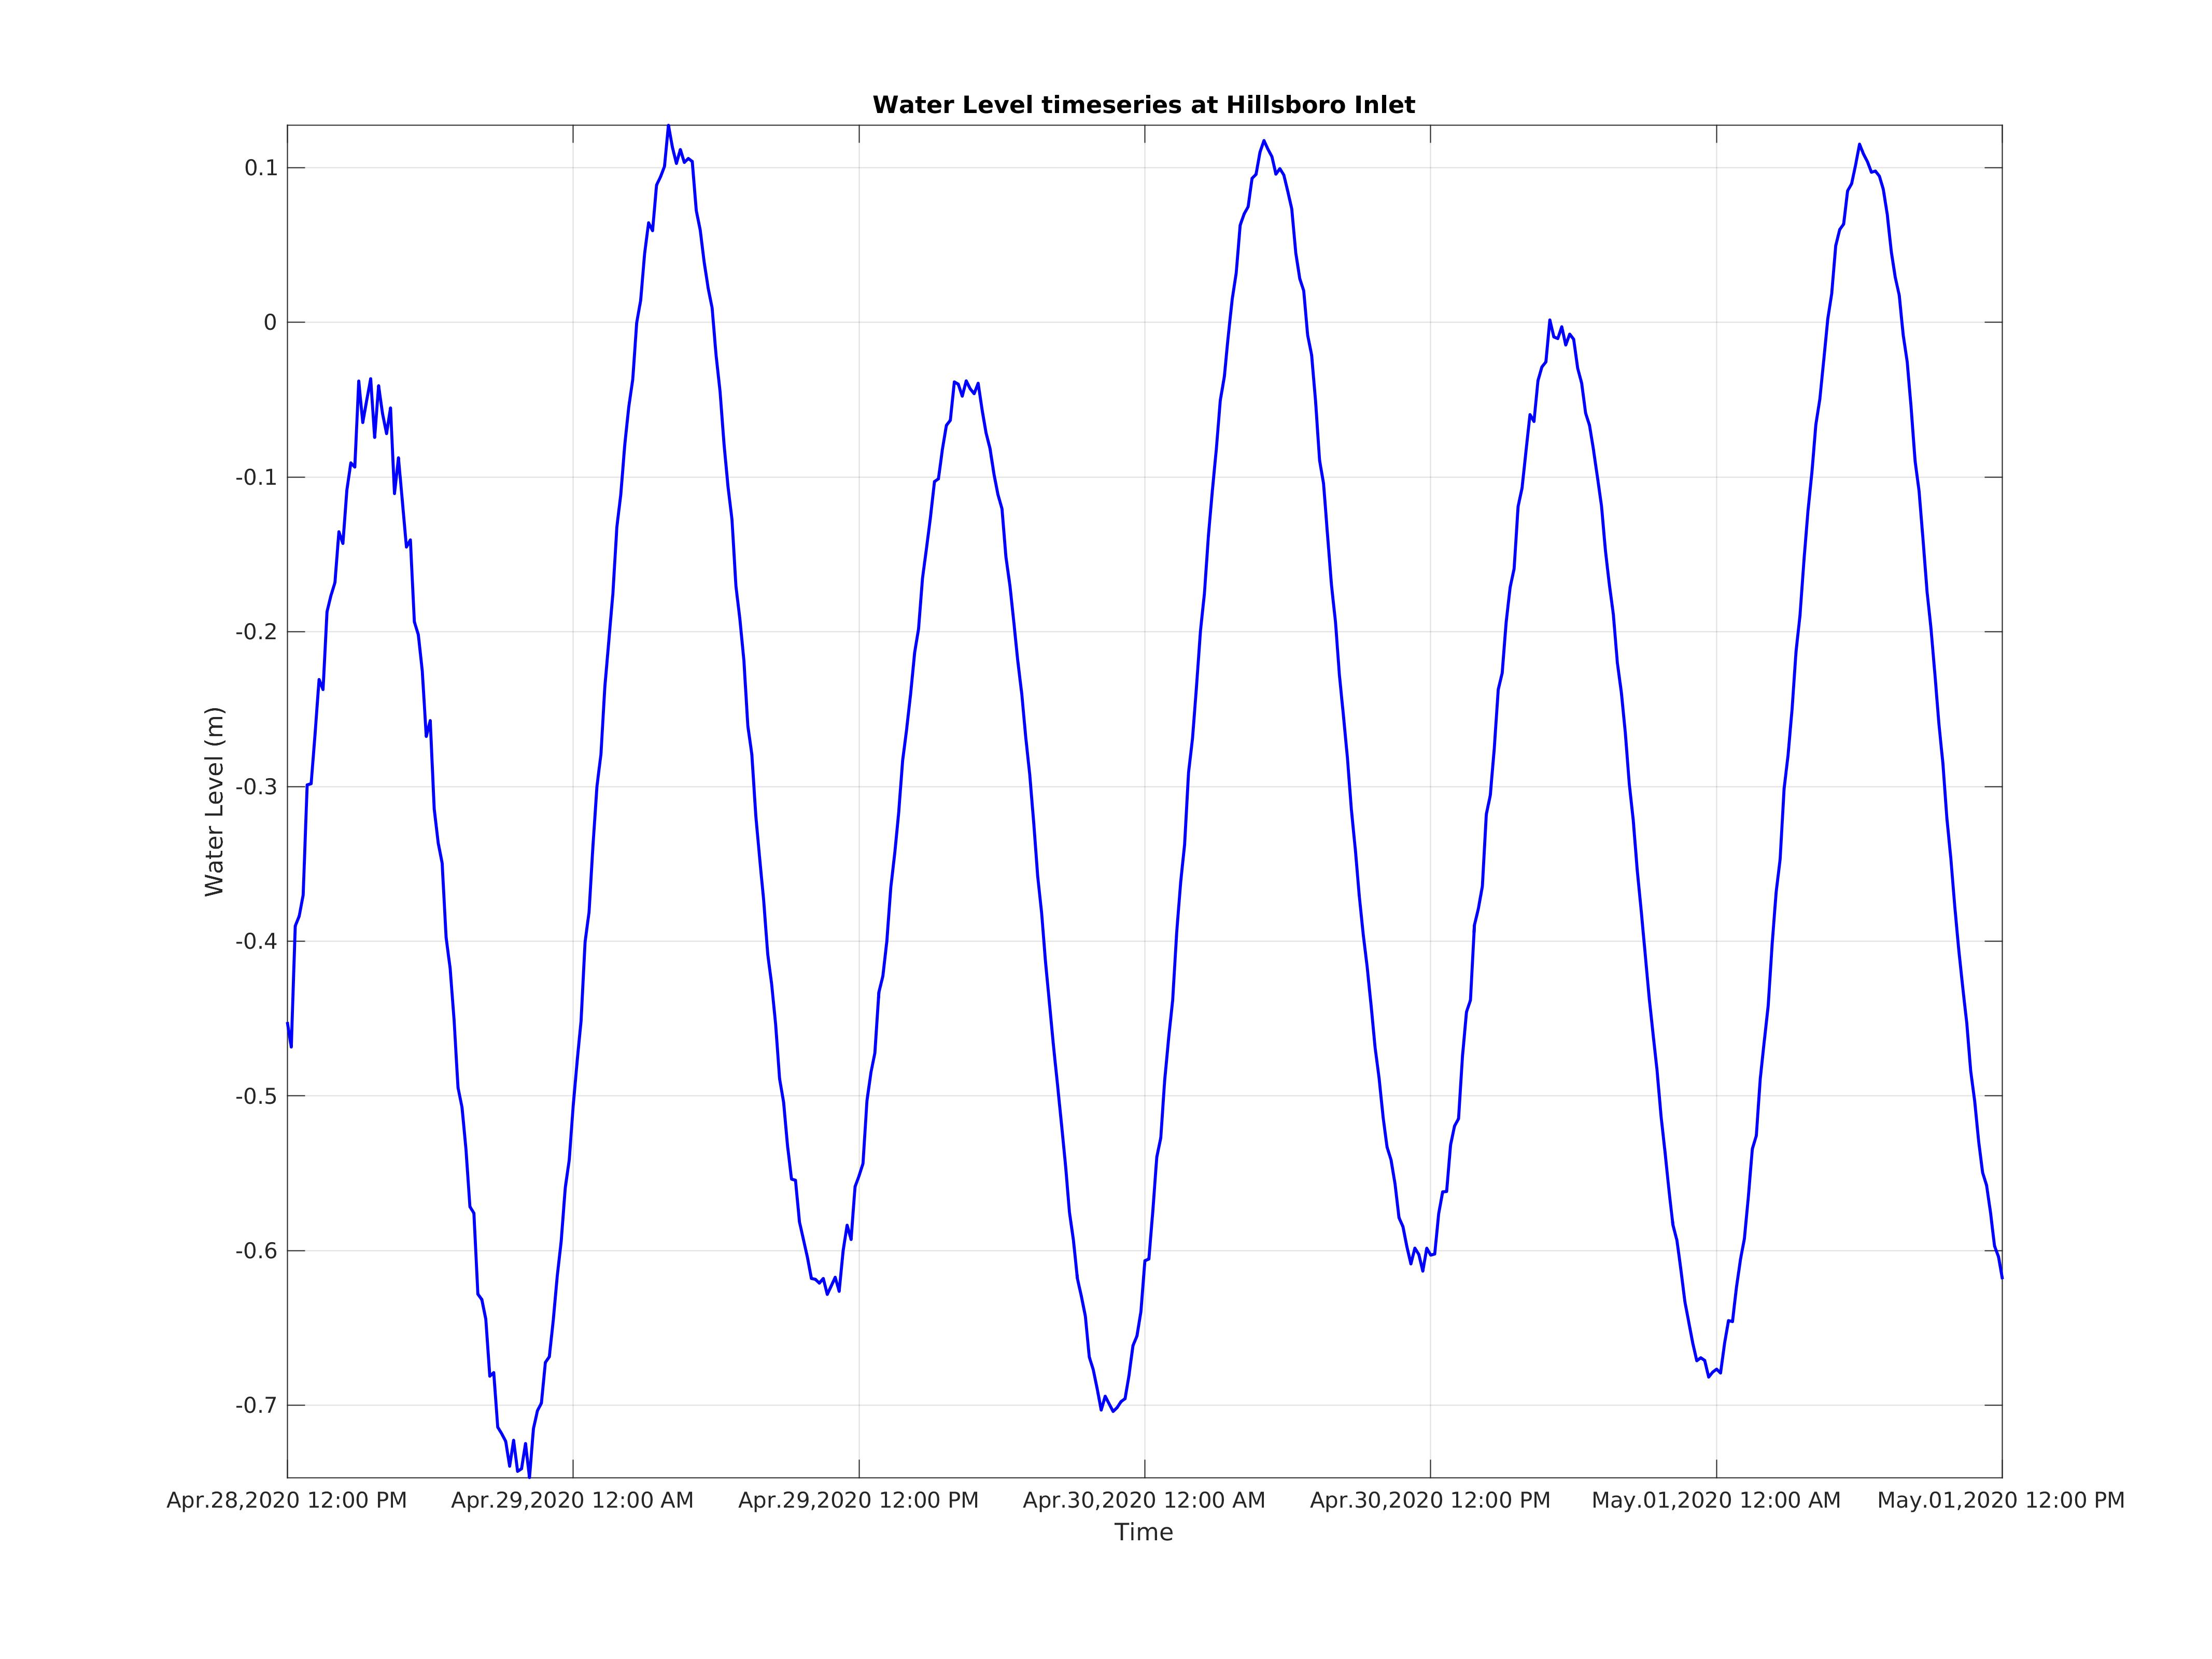 Water Level timeseries at Hillsboro Inlet
0.1
0
-0.1
-0.2
-0.3
-0.4
-0.5
-0.6
-0.7
Water Level (m)
Apr.28,2020 12:00 PM Apr.29,2020 12:00 AM Apr.29,2020 12:00 PM Apr.30,2020 12:00 AM Apr.30,2020 12:00 PM May.01,2020 12:00 AM May.01,2020 12:00 PM
Time